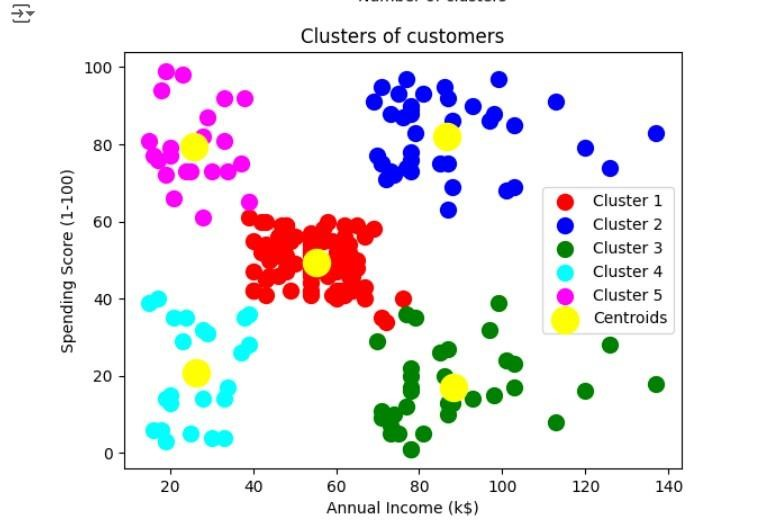 Number of clusters
Clusters of customers
100
80
60
40
20
0
Spending Score (1-100)
Cluster 1
Cluster 2
Cluster 3
Cluster 4
Cluster 5
Centroids
20 40 60 80 100 120 140
Annual Income (k$)